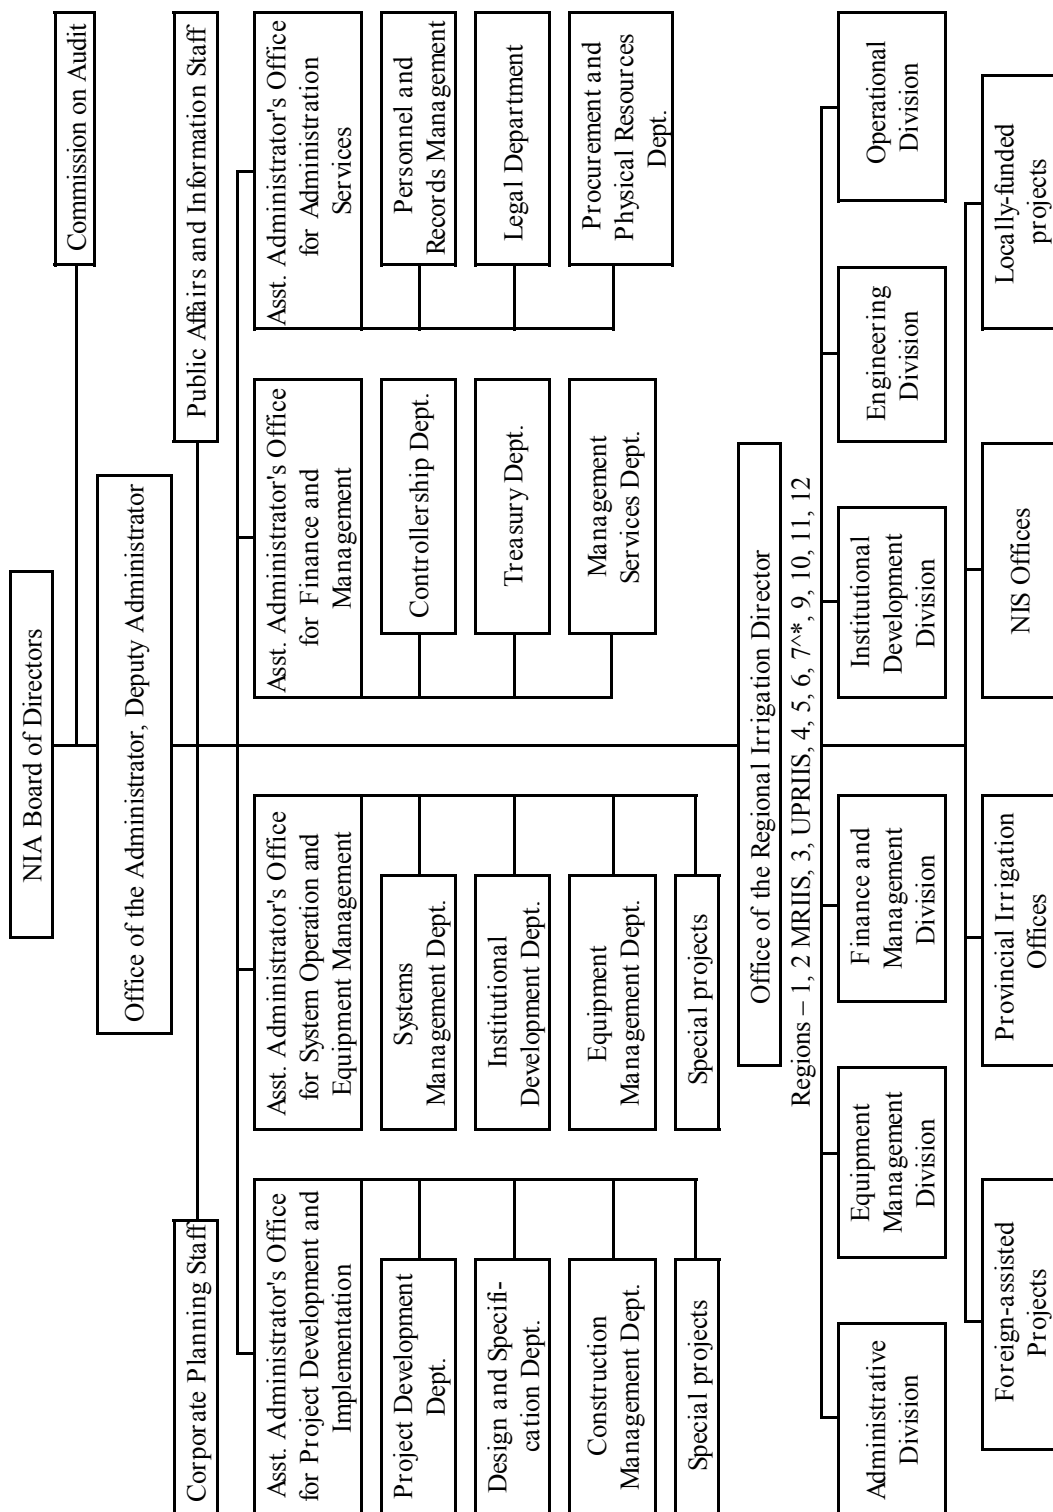 NIA Board of Directors
Commission on Audit
Office of the Administrator, Deputy Administrator
Corporate Planning Staff
Public Affairs and Information Staff
Asst. Administrator's Office
for Project Development and
Implementation
Project Development
Dept.
Design and Specifi-
cation Dept.
Construction
Management Dept.
Special projects
Asst. Administrator's Office
for System Operation and
Equipment Management
Systems
Management Dept.
Institutional
Development Dept.
Equipment
Management Dept.
Special projects
Asst. Administrator's Office
for Finance and
Management
Controllership Dept.
Treasury Dept.
Management
Services Dept.
Asst. Administrator's Office
for Administration
Services
Personnel and
Records Management
Legal Department
Procurement and
Physical Resources
Dept.
Office of the Regional Irrigation Director
Regions – 1, 2 MRIIS, 3, UPRIIS, 4, 5, 6, 7^*, 9, 10, 11, 12
Administrative
Division
Equipment
Management
Division
Finance and
Management
Division
Institutional
Development
Division
Engineering
Division
Operational
Division
Foreign-assisted
Projects
Provincial Irrigation
Offices
NIS Offices
Locally-funded
projects